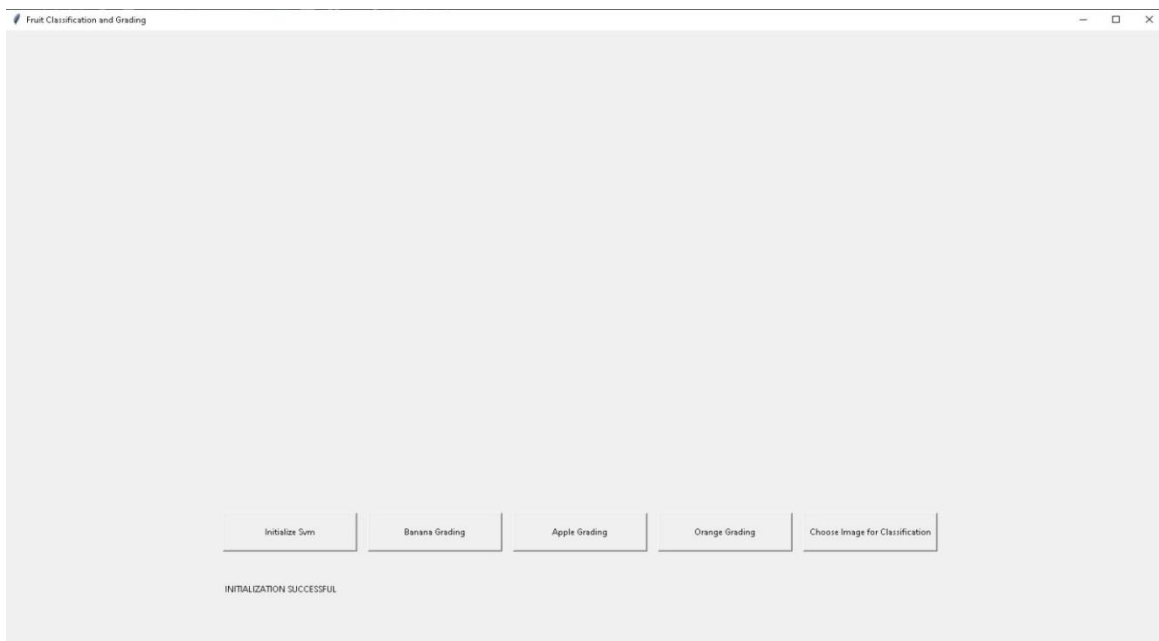 Fruit Classification and Grading
Initialize Svm
Banana Grading
Apple Grading
Orange Grading
Choose Image for Classification
INITIALIZATION SUCCESSFUL